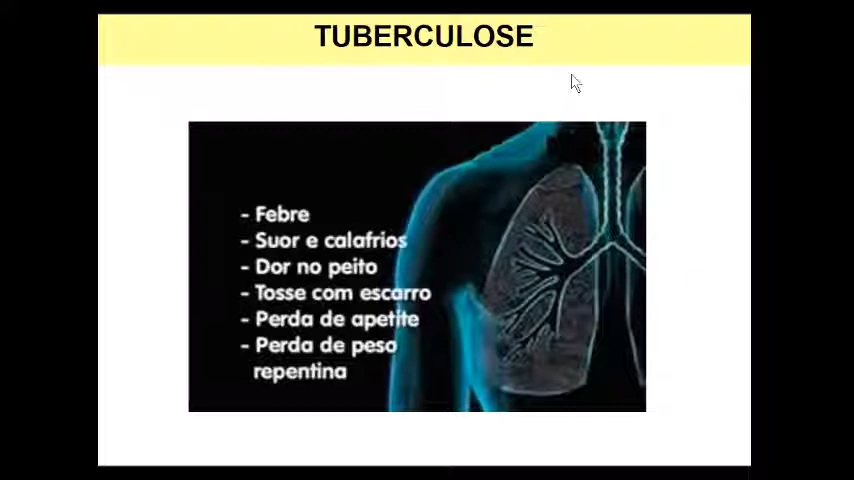 TUBERCULOSE
- Febre
- Suor e calafrios
- Dor no peito
- Tosse com escarro
- Perda de apetite
- Perda de peso
repentina